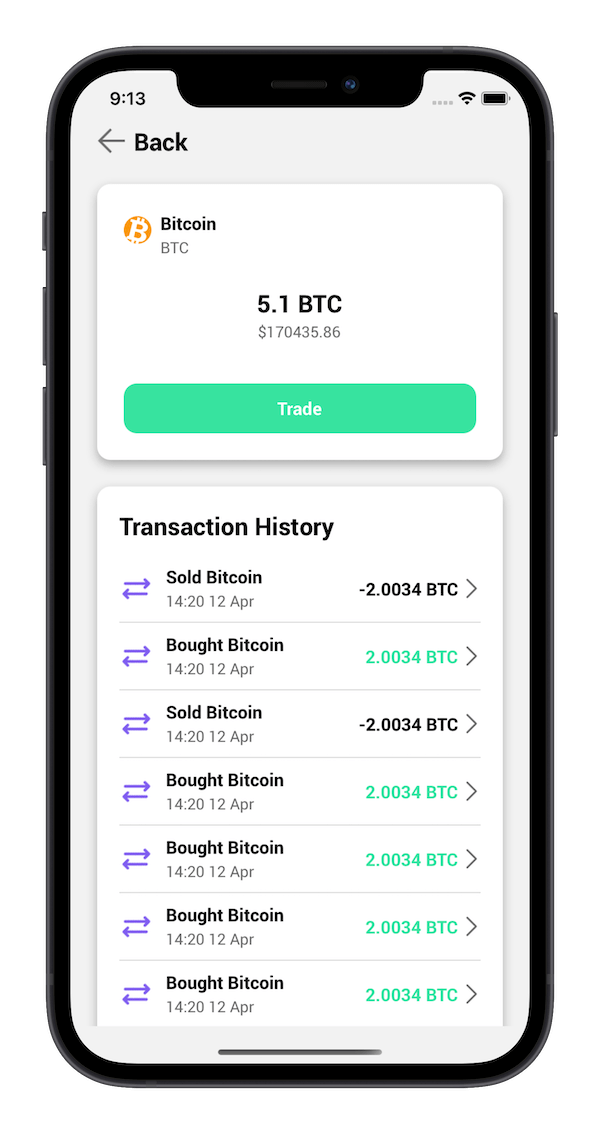 9:13
Back
Bitcoin
BTC
5.1 BTC
$170435.86
Trade
Transaction History
Sold Bitcoin
-2.0034 BTC
14:20 12 Apr
Bought Bitcoin
2.0034 BTC
14:20 12 Apr
Sold Bitcoin
-2.0034 BTC
14:20 12 Apr
Bought Bitcoin
2.0034 BTC
14:20 12 Apr
Bought Bitcoin
2.0034 BTC
14:20 12 Apr
Bought Bitcoin
2.0034 BTC
14:20 12 Apr
Bought Bitcoin
2.0034 BTC
14:20 12 Apr